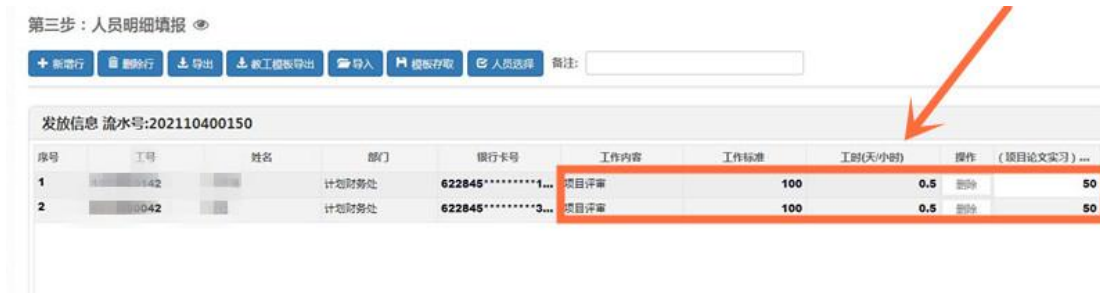 第三步：人员明细填报
新增行 删除行 导出 教工模板导出 导入 模板存取 人员选择 备注:
发放信息 流水号:202110400150
序号 工号 姓名 部门 银行卡号 工作内容 工作标准 工时(天/小时) 操作 (项目论文实习) ...
1 142 计划财务处 622845*********1... 项目评审 100 0.5 删除 50
2 0042 计划财务处 622845*********3... 项目评审 100 0.5 删除 50